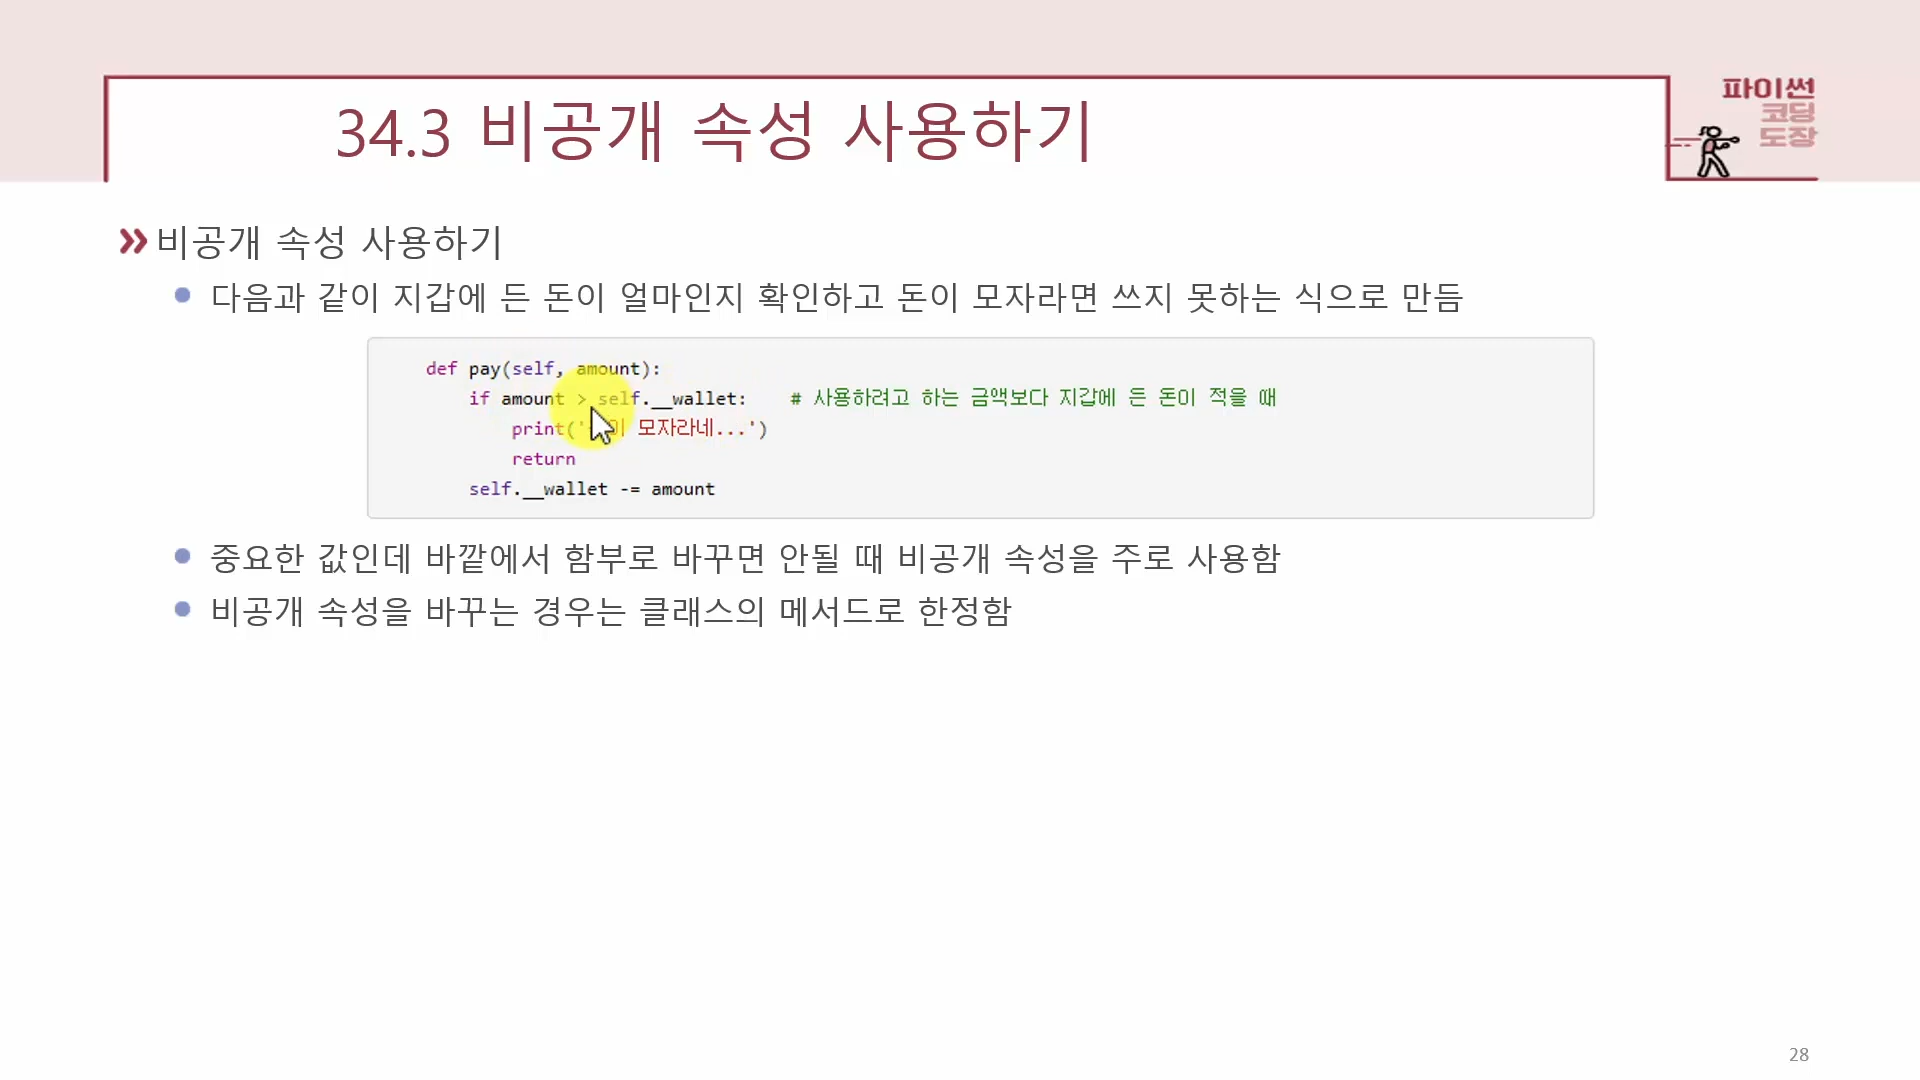 34.3 비공개 속성 사용하기
파이썬
코딩
도장
비공개 속성 사용하기
다음과 같이 지갑에 든 돈이 얼마인지 확인하고 돈이 모자라면 쓰지 못하는 식으로 만듬
def pay(self, amount):
if amount > self.__wallet: # 사용하려고 하는 금액보다 지갑에 든 돈이 적을 때
print(' 모자라네...')
return
self.__wallet -= amount
중요한 값인데 바깥에서 함부로 바꾸면 안될 때 비공개 속성을 주로 사용함
비공개 속성을 바꾸는 경우는 클래스의 메서드로 한정함
28